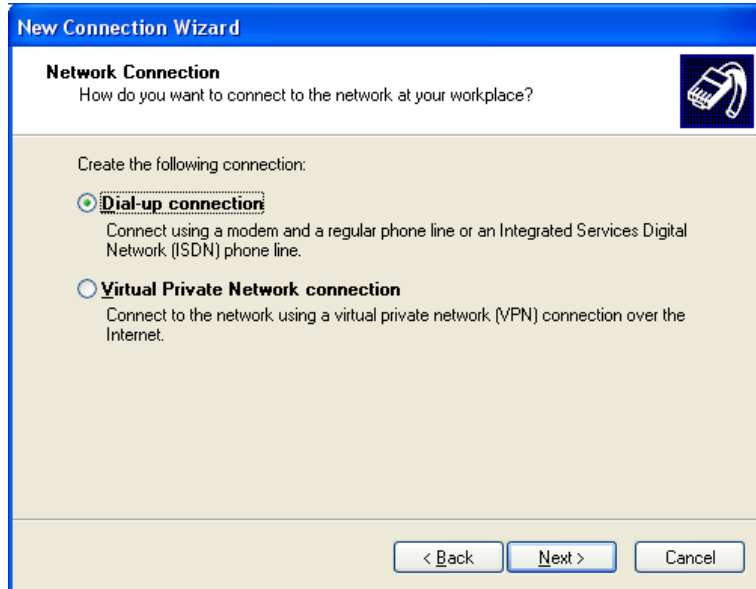 New Connection Wizard
Network Connection
How do you want to connect to the network at your workplace?
Create the following connection:
Dial-up connection
Connect using a modem and a regular phone line or an Integrated Services Digital
Network (ISDN) phone line.
Virtual Private Network connection
Connect to the network using a virtual private network (VPN) connection over the
Internet.
< Back Next > Cancel